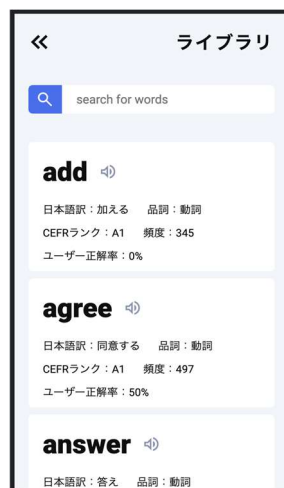 ライブラリ
search for words
add
日本語訳：加える 品詞：動詞
CEFRランク：A1 頻度：345
ユーザー正解率：0%
agree
日本語訳：同意する 品詞：動詞
CEFRランク：A1 頻度：497
ユーザー正解率：50%
answer
日本語訳：答え 品詞：動詞